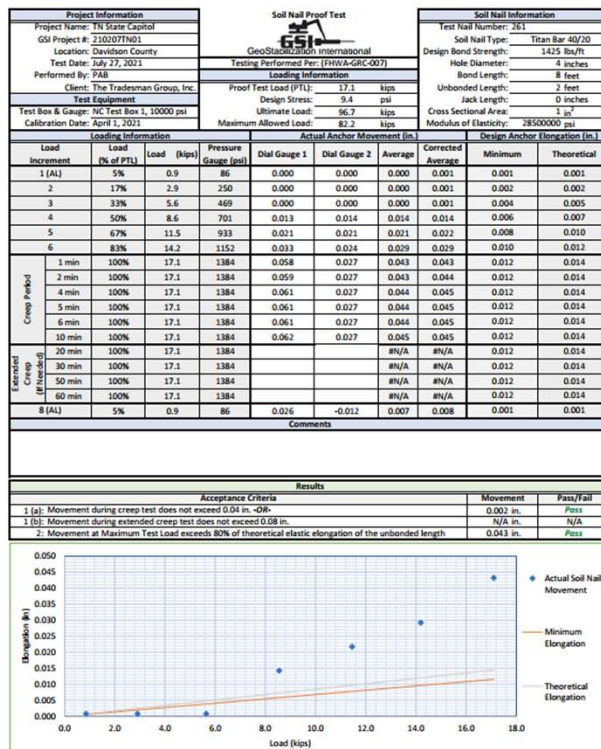 Project Information
Project Name: TN State Capitol
GSI Project #: 210207TN01
Location: Davidson County
Test Date: July 27, 2021
Performed By: PAB
Client: The Tradesman Group, Inc.
Test Equipment
Test Box & Gauge: NC Test Box 1, 10000 psi
Calibration Date: April 1, 2021
Soil Nail Proof Test
GSI
GeoStabilization International
Testing Performed Per: (FHWA-GRC-007)
Loading Information
Proof Test Load (PTL): 17.1 kips
Design Stress: 9.4 psi
Ultimate Load: 96.7 kips
Maximum Allowed Load: 82.2 kips
Soil Nail Information
Test Nail Number: 261
Soil Nail Type: Titan Bar 40/20
Design Bond Strength: 1425 lbs/ft
Hole Diameter: 4 inches
Bond Length: 8 feet
Unbonded Length: 2 feet
Jack Length: 0 inches
Cross Sectional Area: 1 in²
Modulus of Elasticity: 28500000 psi
Loading Information Actual Anchor Movement (in.) Design Anchor Elongation (in.)
Load Increment Load (% of PTL) Load (kips) Pressure Gauge (psi) Dial Gauge 1 Dial Gauge 2 Average Corrected Average Minimum Theoretical
1 (AL) 5% 0.9 86 0.000 0.000 0.000 0.001 0.001 0.001
2 17% 2.9 250 0.000 0.000 0.000 0.001 0.002 0.002
3 33% 5.6 469 0.000 0.000 0.000 0.001 0.004 0.005
4 50% 8.6 701 0.013 0.014 0.014 0.014 0.006 0.007
5 67% 11.5 933 0.021 0.021 0.021 0.022 0.008 0.010
6 83% 14.2 1152 0.033 0.024 0.029 0.029 0.010 0.012
Creep Period
1 min 100% 17.1 1384 0.058 0.027 0.043 0.043 0.012 0.014
2 min 100% 17.1 1384 0.059 0.027 0.043 0.044 0.012 0.014
4 min 100% 17.1 1384 0.061 0.027 0.044 0.045 0.012 0.014
5 min 100% 17.1 1384 0.061 0.027 0.044 0.045 0.012 0.014
6 min 100% 17.1 1384 0.061 0.027 0.044 0.045 0.012 0.014
10 min 100% 17.1 1384 0.062 0.027 0.045 0.045 0.012 0.014
Extended Creep (If Needed)
20 min 100% 17.1 1384 #N/A #N/A 0.012 0.014
30 min 100% 17.1 1384 #N/A #N/A 0.012 0.014
50 min 100% 17.1 1384 #N/A #N/A 0.012 0.014
60 min 100% 17.1 1384 #N/A #N/A 0.012 0.014
8 (AL) 5% 0.9 86 0.026 -0.012 0.007 0.008 0.001 0.001
Comments
Results
Acceptance Criteria Movement Pass/Fail
1 (a): Movement during creep test does not exceed 0.04 in. -OR- 0.002 in. Pass
1 (b): Movement during extended creep test does not exceed 0.08 in. N/A in. N/A
2: Movement at Maximum Test Load exceeds 80% of theoretical elastic elongation of the unbonded length 0.043 in. Pass
Elongation (in)
0.050
0.045
0.040
0.035
0.030
0.025
0.020
0.015
0.010
0.005
0.000
0.0 2.0 4.0 6.0 8.0 10.0 12.0 14.0 16.0 18.0
Load (kips)
Actual Soil Nail Movement
Minimum Elongation
Theoretical Elongation